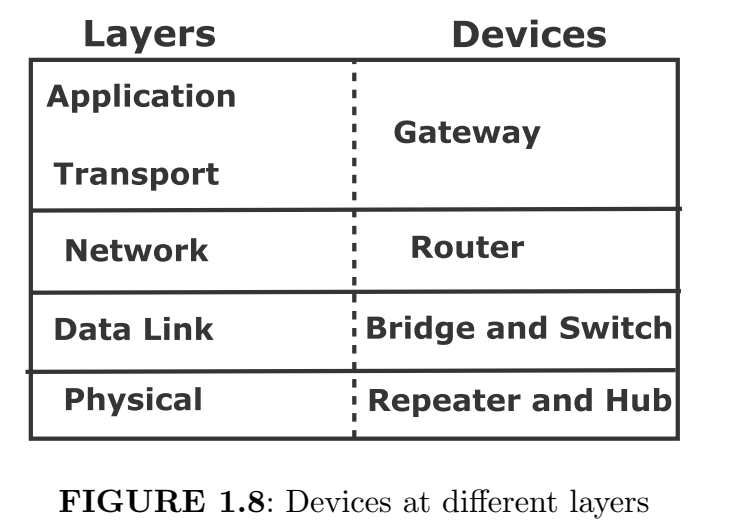 Layers Devices
Application
Gateway
Transport
Network Router
Data Link Bridge and Switch
Physical Repeater and Hub
FIGURE 1.8: Devices at different layers